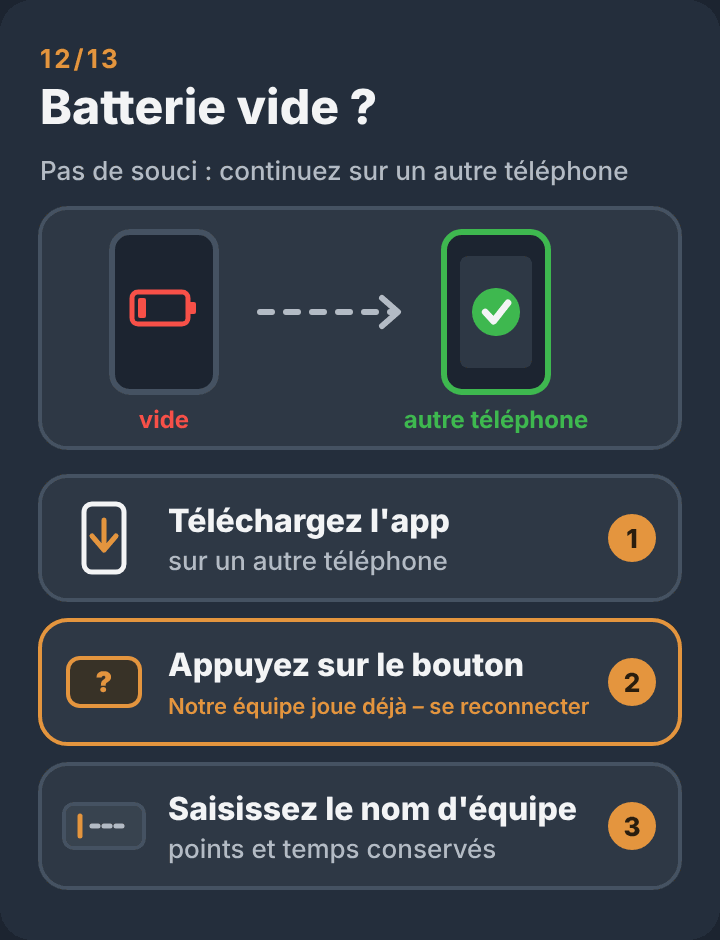 12/13
Batterie vide ?
Pas de souci : continuez sur un autre téléphone
vide
autre téléphone
Téléchargez l'app
sur un autre téléphone
1
?
Appuyez sur le bouton
Notre équipe joue déjà – se reconnecter
2
Saisissez le nom d'équipe
points et temps conservés
3